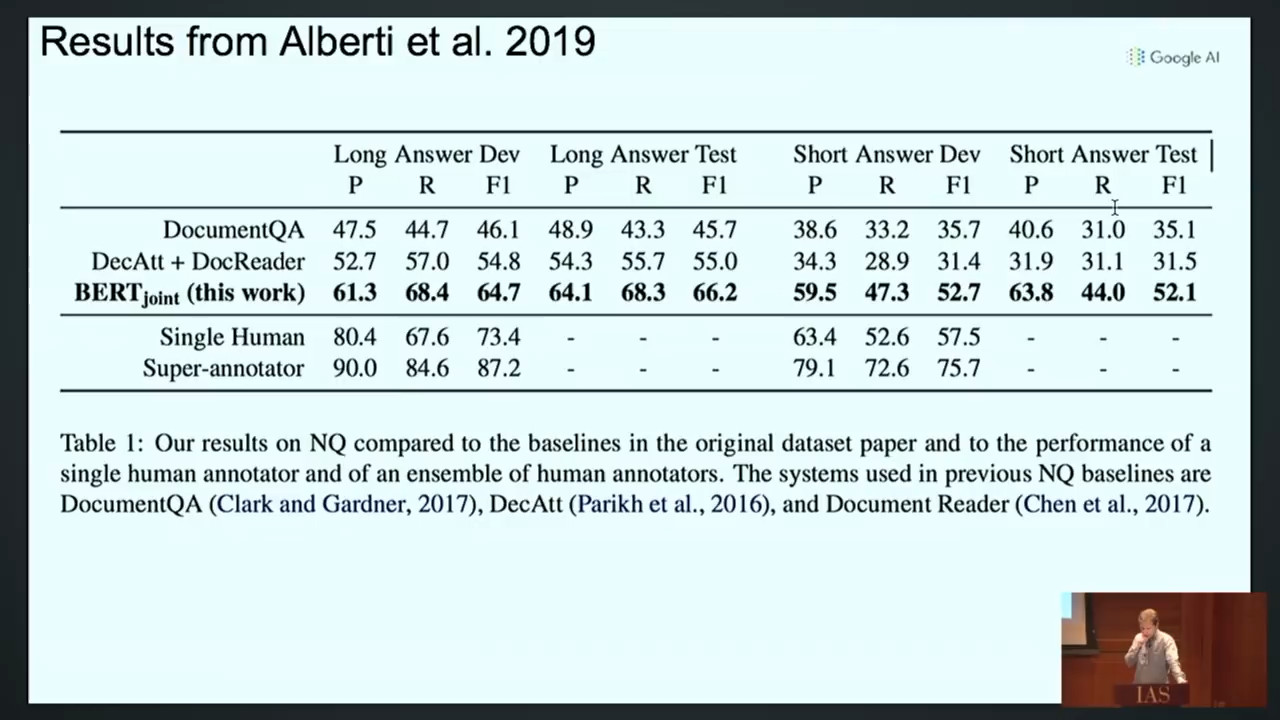 Results from Alberti et al. 2019
Google AI
Long Answer Dev Long Answer Test Short Answer Dev Short Answer Test
P R F1 P R F1 P R F1 P R F1
DocumentQA 47.5 44.7 46.1 48.9 43.3 45.7 38.6 33.2 35.7 40.6 31.0 35.1
DecAtt + DocReader 52.7 57.0 54.8 54.3 55.7 55.0 34.3 28.9 31.4 31.9 31.1 31.5
BERTjoint (this work) 61.3 68.4 64.7 64.1 68.3 66.2 59.5 47.3 52.7 63.8 44.0 52.1
Single Human 80.4 67.6 73.4 - - - 63.4 52.6 57.5 - - -
Super-annotator 90.0 84.6 87.2 - - - 79.1 72.6 75.7 - - -
Table 1: Our results on NQ compared to the baselines in the original dataset paper and to the performance of a
single human annotator and of an ensemble of human annotators. The systems used in previous NQ baselines are
DocumentQA (Clark and Gardner, 2017), DecAtt (Parikh et al., 2016), and Document Reader (Chen et al., 2017).
IAS